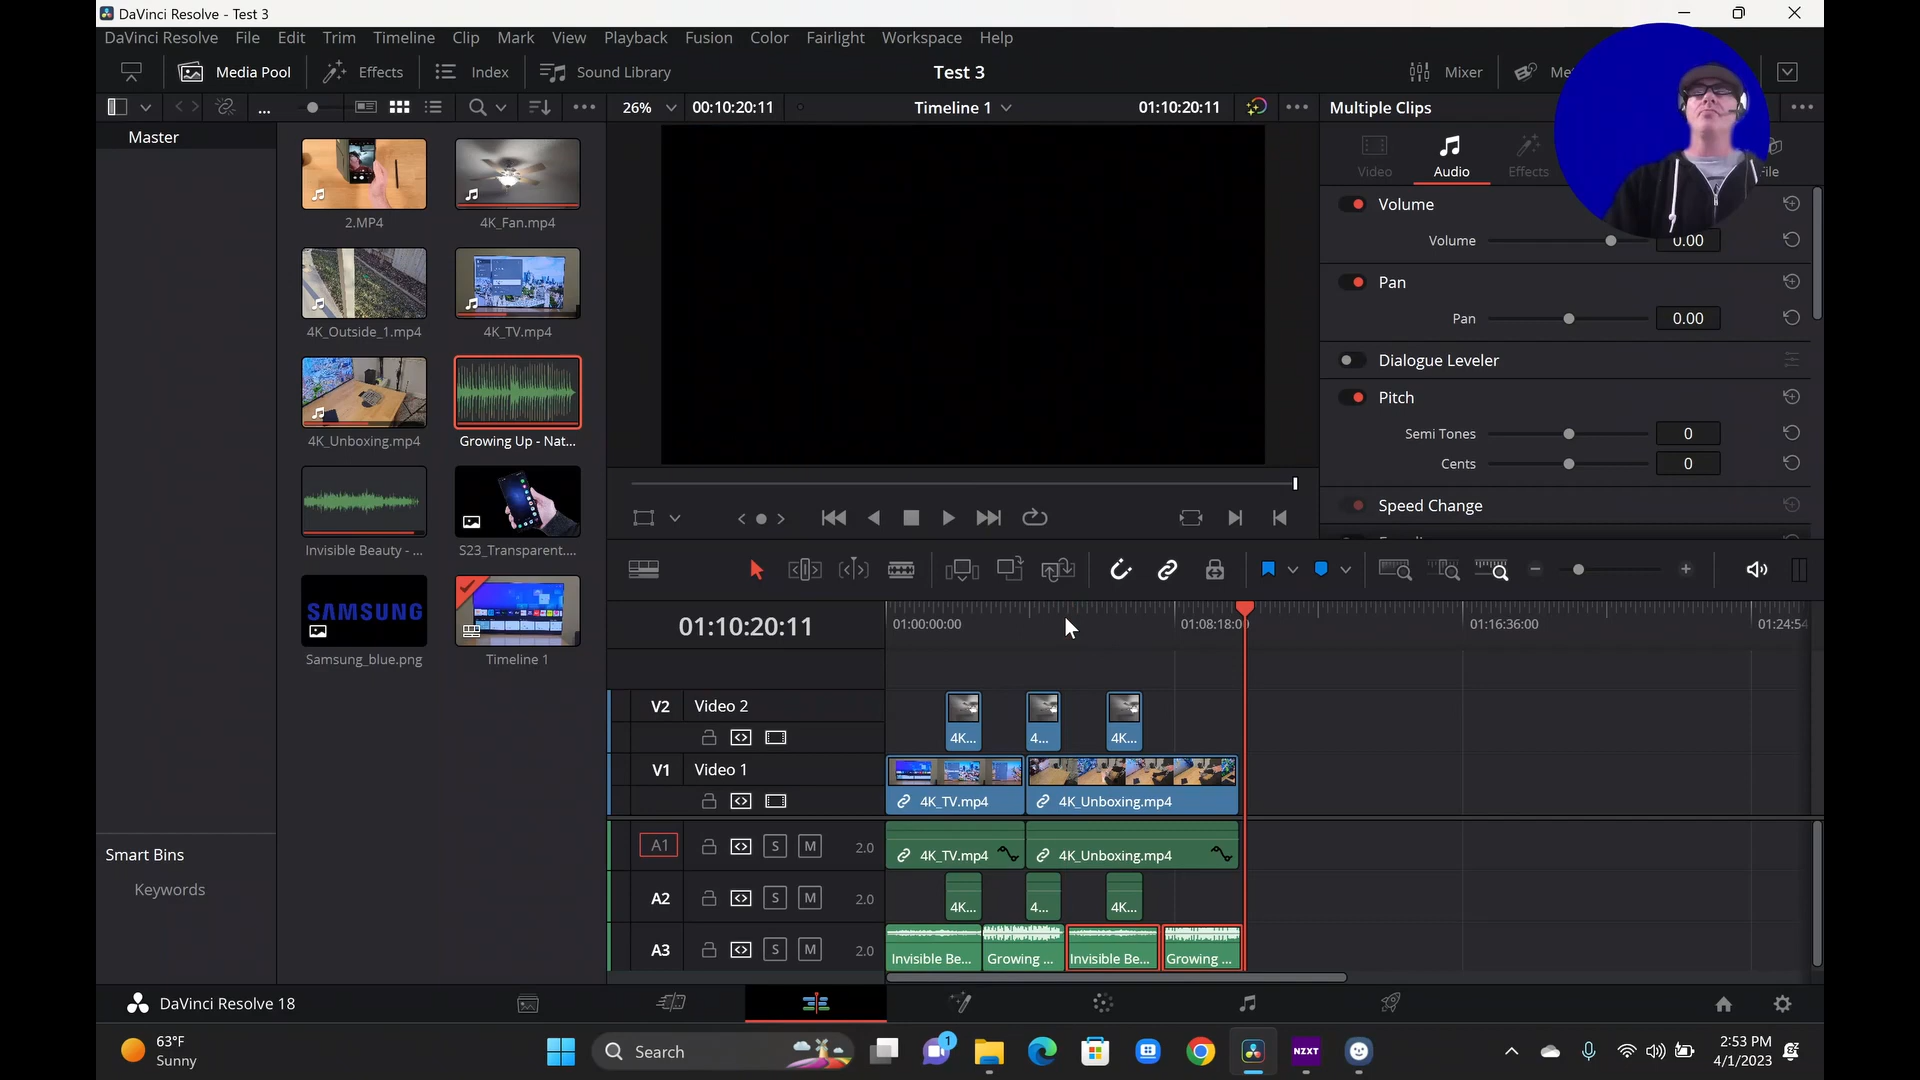 DaVinci Resolve - Test 3
DaVinci Resolve File Edit Trim Timeline Clip Mark View Playback Fusion Color Fairlight Workspace Help
Media Pool Effects Index Sound Library Test 3 Mixer
... 26% 00:10:20:11 Timeline 1 01:10:20:11 Multiple Clips
Master
2.MP4 4K_Fan.mp4
4K_Outside_1.mp4 4K_TV.mp4
4K_Unboxing.mp4 Growing Up - Nat...
Invisible Beauty - ... S23_Transparent....
SAMSUNG
Samsung_blue.png Timeline 1
Smart Bins
Keywords
Video Audio Effects
Volume
Volume 0.00
Pan
Pan 0.00
Dialogue Leveler
Pitch
Semi Tones 0
Cents 0
Speed Change
01:10:20:11 01:00:00:00 01:08:18:00 01:16:36:00 01:24:54
V2 Video 2
4K... 4... 4K...
V1 Video 1
4K_TV.mp4 4K_Unboxing.mp4
A1 S M 2.0 4K_TV.mp4 4K_Unboxing.mp4
A2 S M 2.0 4K... 4... 4K...
A3 S M 2.0 Invisible Be... Growing ... Invisible Be... Growing ...
DaVinci Resolve 18
63°F
Sunny
Search
1
NZXT
2:53 PM
4/1/2023